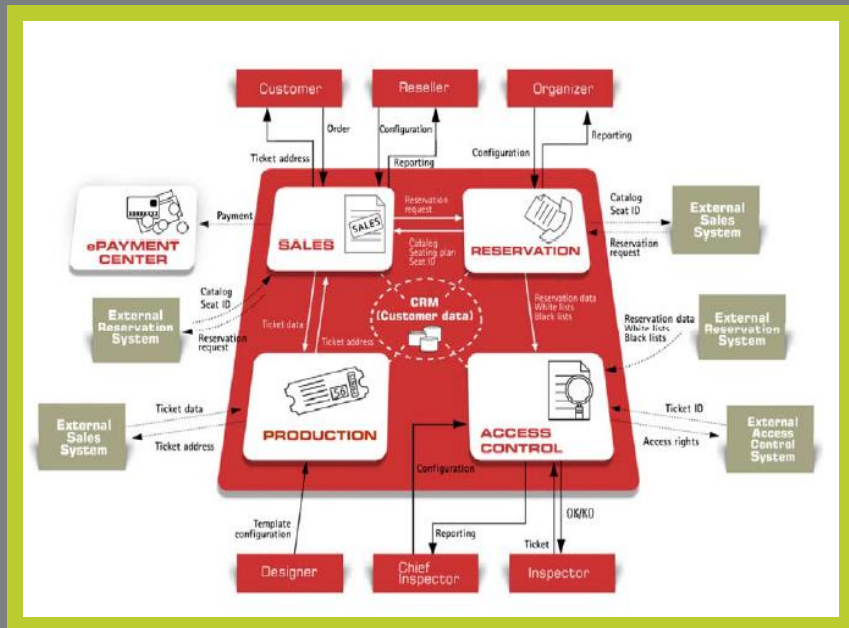 Customer
Reseller
Organizer
Order
Configuration
Reporting
Ticket address
Reporting
Configuration
Payment
ePAYMENT
CENTER
SALES
SALES
Reservation
request
Catalog
Seating plan
Seat ID
RESERVATION
Catalog
Seat ID
Reservation
request
External
Sales
System
Catalog
Seat ID
Reservation
request
External
Reservation
System
CRM
(Customer data)
Reservation data
White lists
Black lists
Reservation data
White lists
Black lists
External
Reservation
System
Ticket data
Ticket address
Ticket data
Ticket address
External
Sales
System
56
PRODUCTION
ACCESS
CONTROL
Ticket ID
Access rights
External
Access
Control
System
Configuration
Template
configuration
Reporting
OK/KO
Ticket
Designer
Chief
Inspector
Inspector